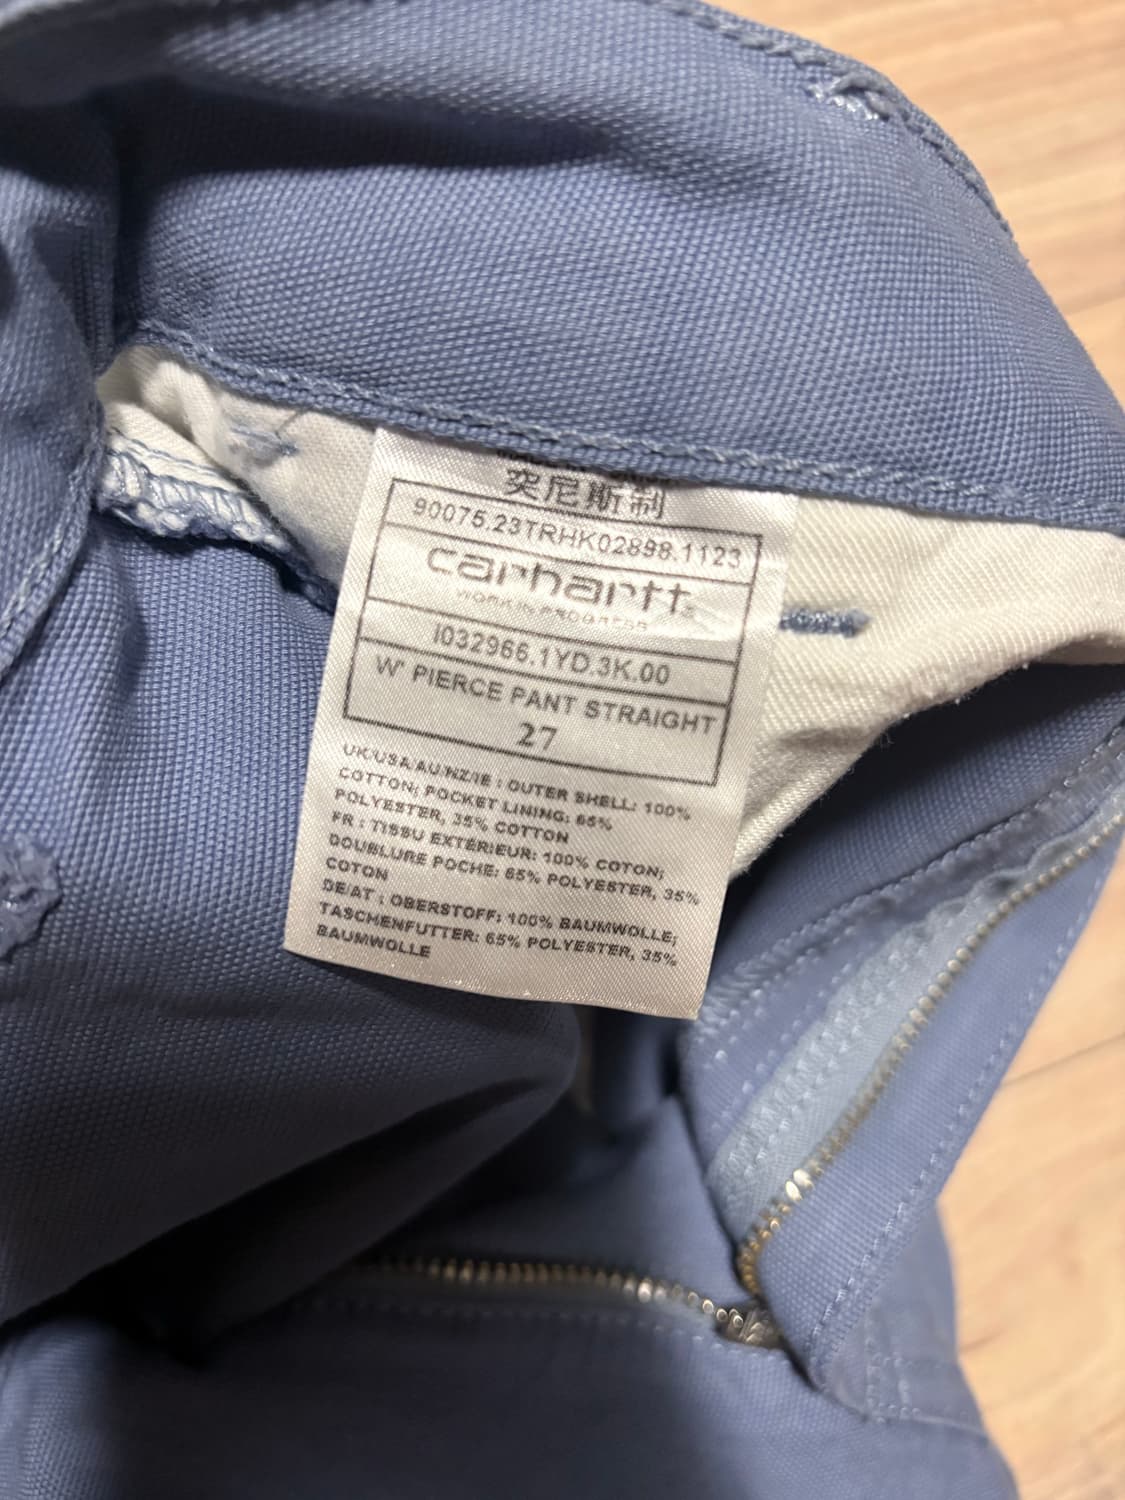 突尼斯制
90075.23TRHK02898.1123
carhartt
WORK IN PROGRESS
I032966.1YD.3K.00
W' PIERCE PANT STRAIGHT
27
UK/USA/AU/NZ/IE : OUTER SHELL: 100%
COTTON; POCKET LINING: 65%
POLYESTER, 35% COTTON
FR : TISSU EXTÉRIEUR: 100% COTON;
DOUBLURE POCHE: 65% POLYESTER, 35%
COTON
DE/AT : OBERSTOFF: 100% BAUMWOLLE;
TASCHENFUTTER: 65% POLYESTER, 35%
BAUMWOLLE